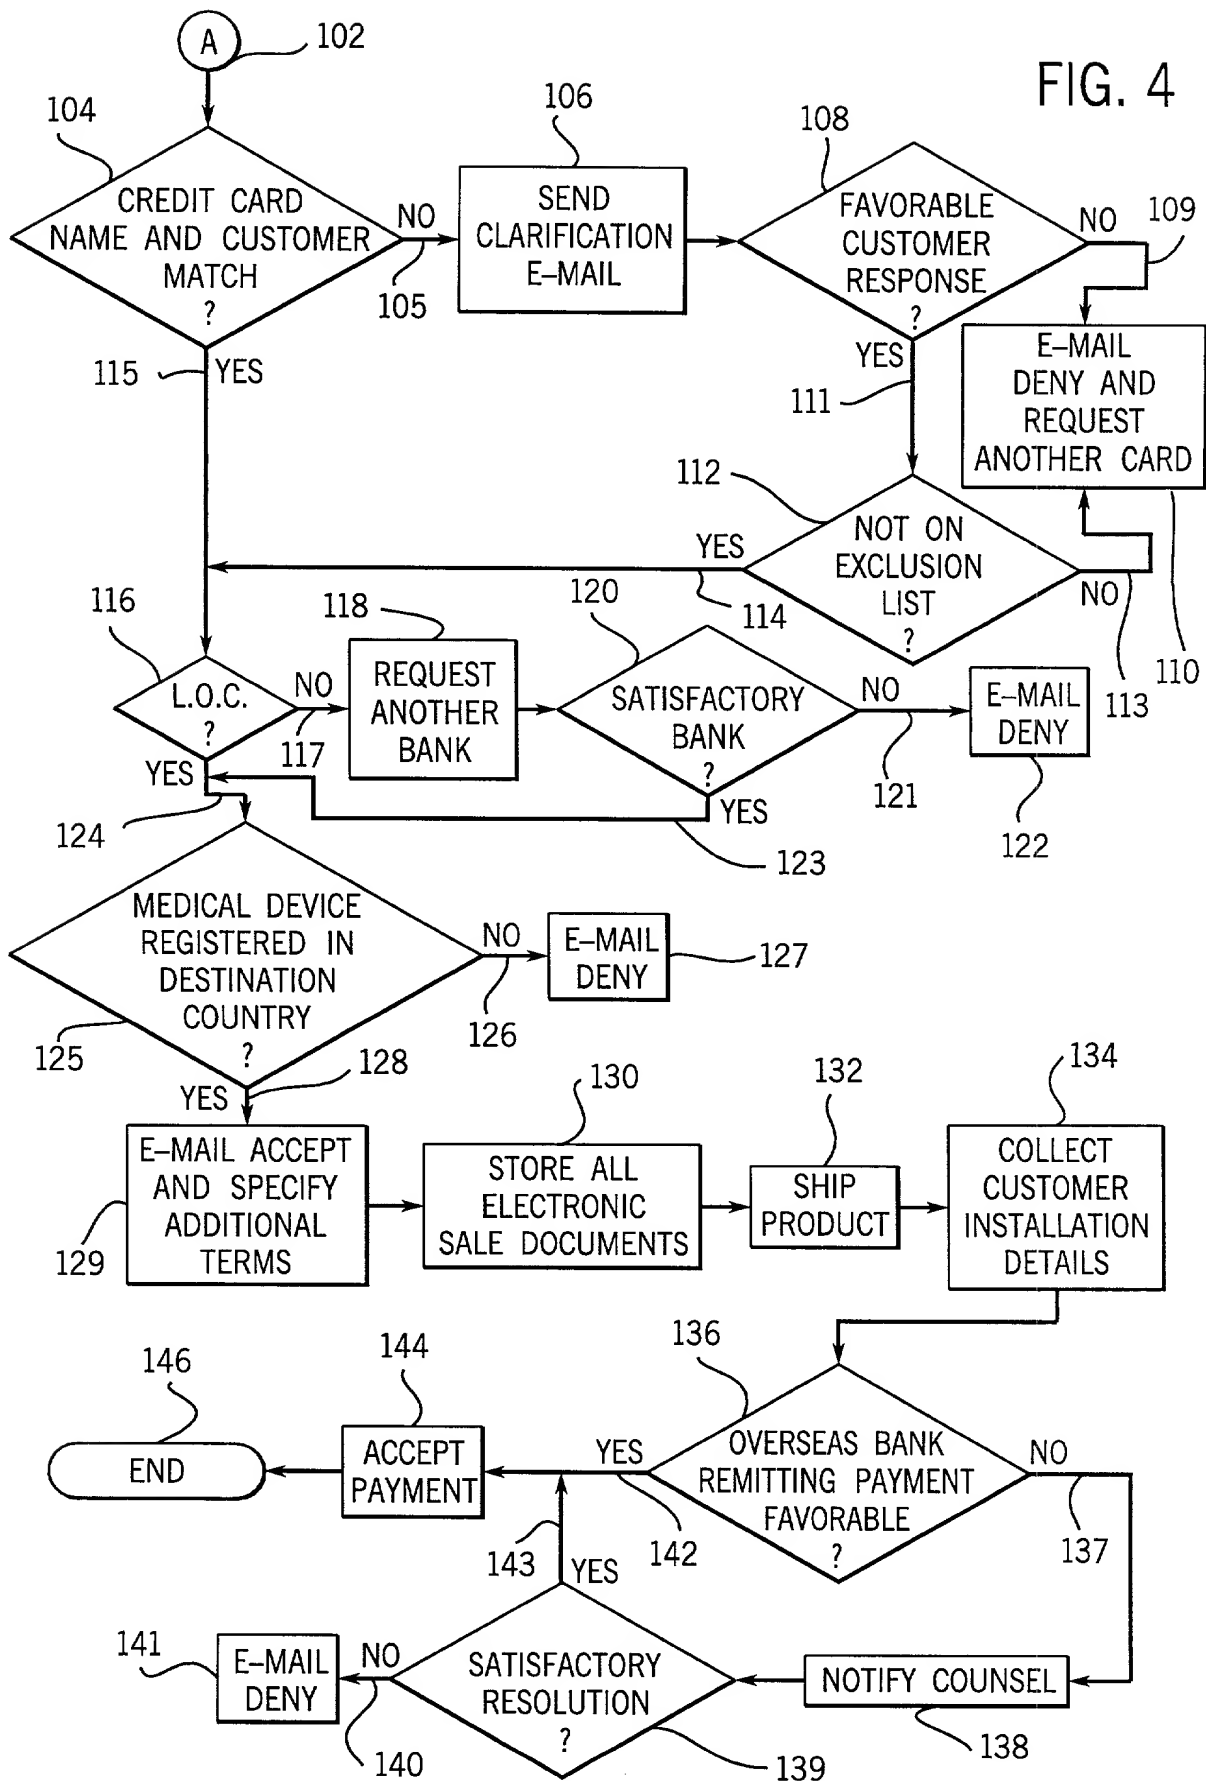 A
102
FIG. 4
104
106
108
109
CREDIT CARD
NAME AND CUSTOMER
MATCH
?
NO
105
SEND
CLARIFICATION
E–MAIL
FAVORABLE
CUSTOMER
RESPONSE
?
NO
YES
115
YES
111
E–MAIL
DENY AND
REQUEST
ANOTHER CARD
112
NOT ON
EXCLUSION
LIST
?
YES
114
NO
113
110
116
L.O.C.
?
NO
117
118
REQUEST
ANOTHER
BANK
120
SATISFACTORY
BANK
?
NO
121
E–MAIL
DENY
122
YES
124
YES
123
MEDICAL DEVICE
REGISTERED IN
DESTINATION
COUNTRY
?
125
NO
126
E–MAIL
DENY
127
YES
128
E–MAIL ACCEPT
AND SPECIFY
ADDITIONAL
TERMS
129
130
STORE ALL
ELECTRONIC
SALE DOCUMENTS
132
SHIP
PRODUCT
134
COLLECT
CUSTOMER
INSTALLATION
DETAILS
136
OVERSEAS BANK
REMITTING PAYMENT
FAVORABLE
?
NO
137
YES
142
144
ACCEPT
PAYMENT
146
END
143
YES
NOTIFY COUNSEL
138
SATISFACTORY
RESOLUTION
?
139
NO
140
E–MAIL
DENY
141